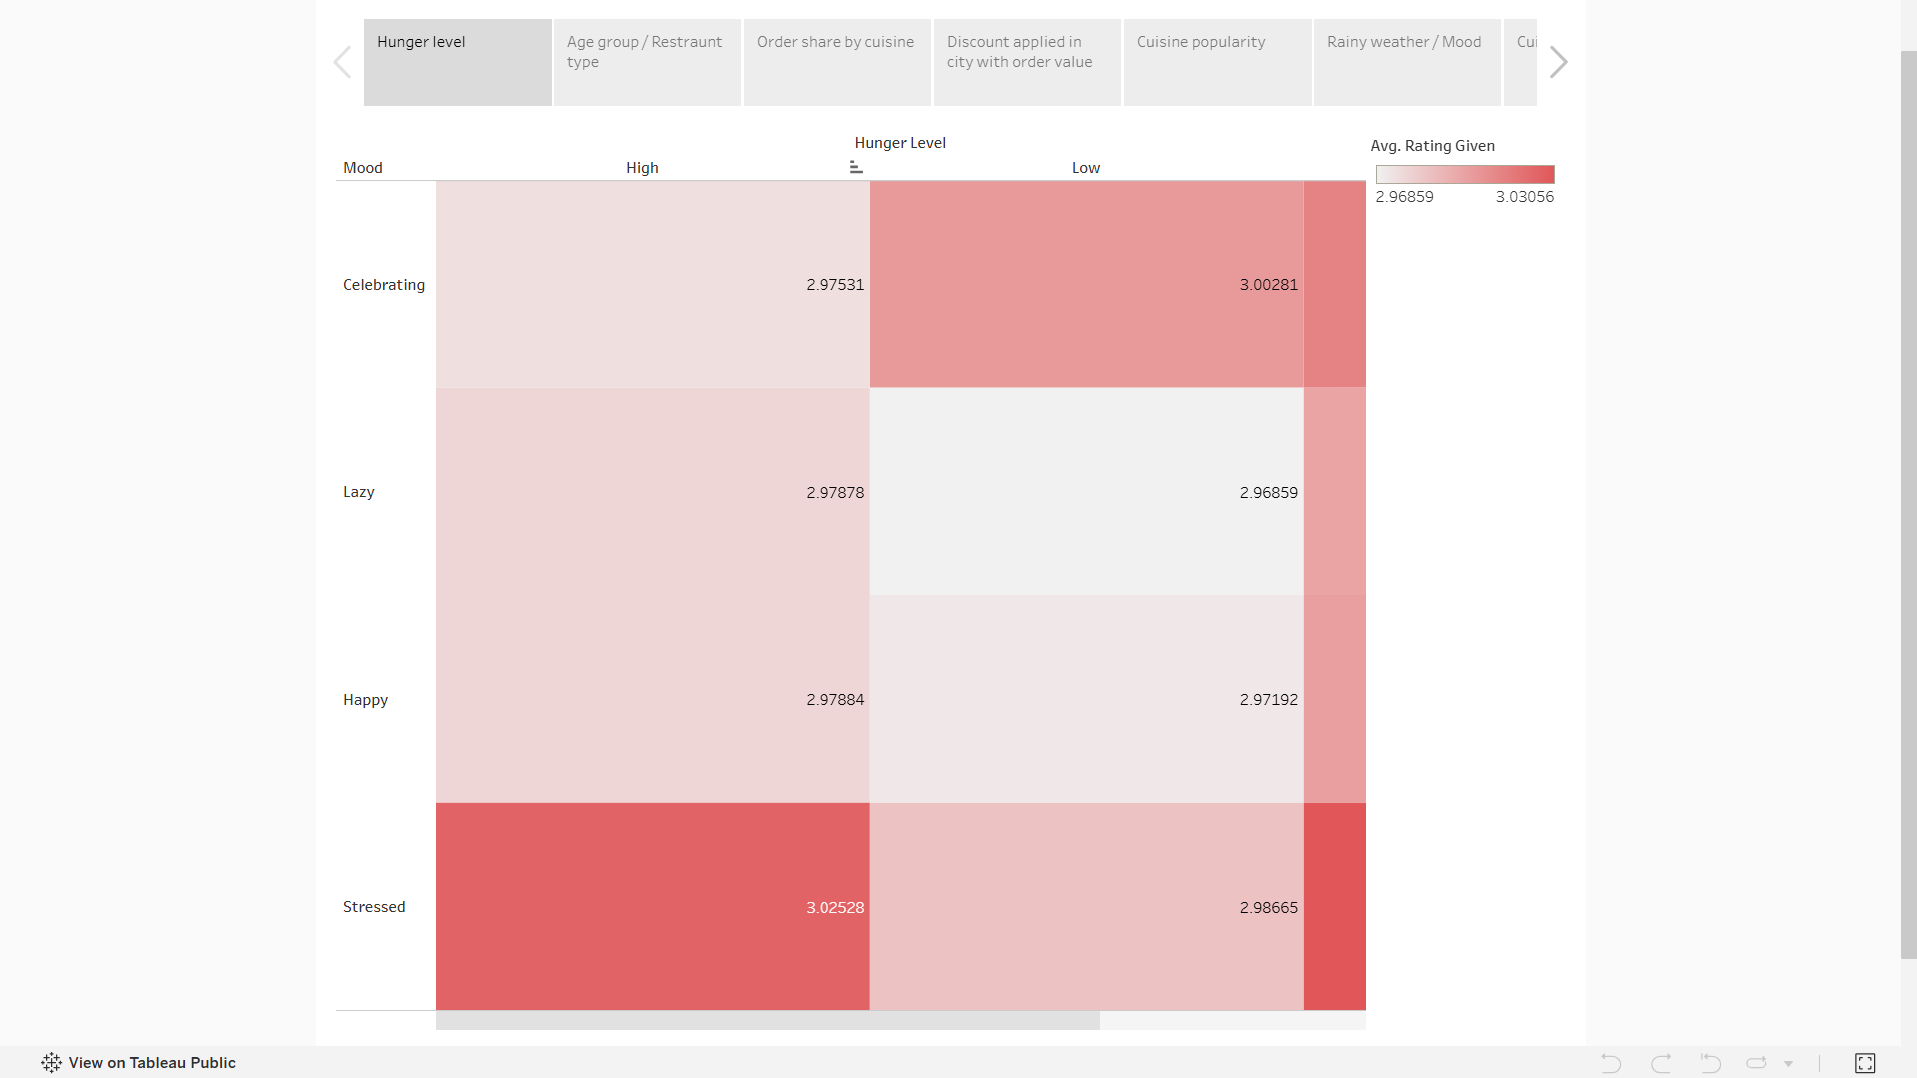 Hunger level
Age group / Restraunt
type
Order share by cuisine
Discount applied in
city with order value
Cuisine popularity
Rainy weather / Mood
Hunger Level
Mood
High
Low
Avg. Rating Given
2.96859
3.03056
Celebrating
2.97531
3.00281
Lazy
2.97878
2.96859
Happy
2.97884
2.97192
Stressed
3.02528
2.98665
View on Tableau Public